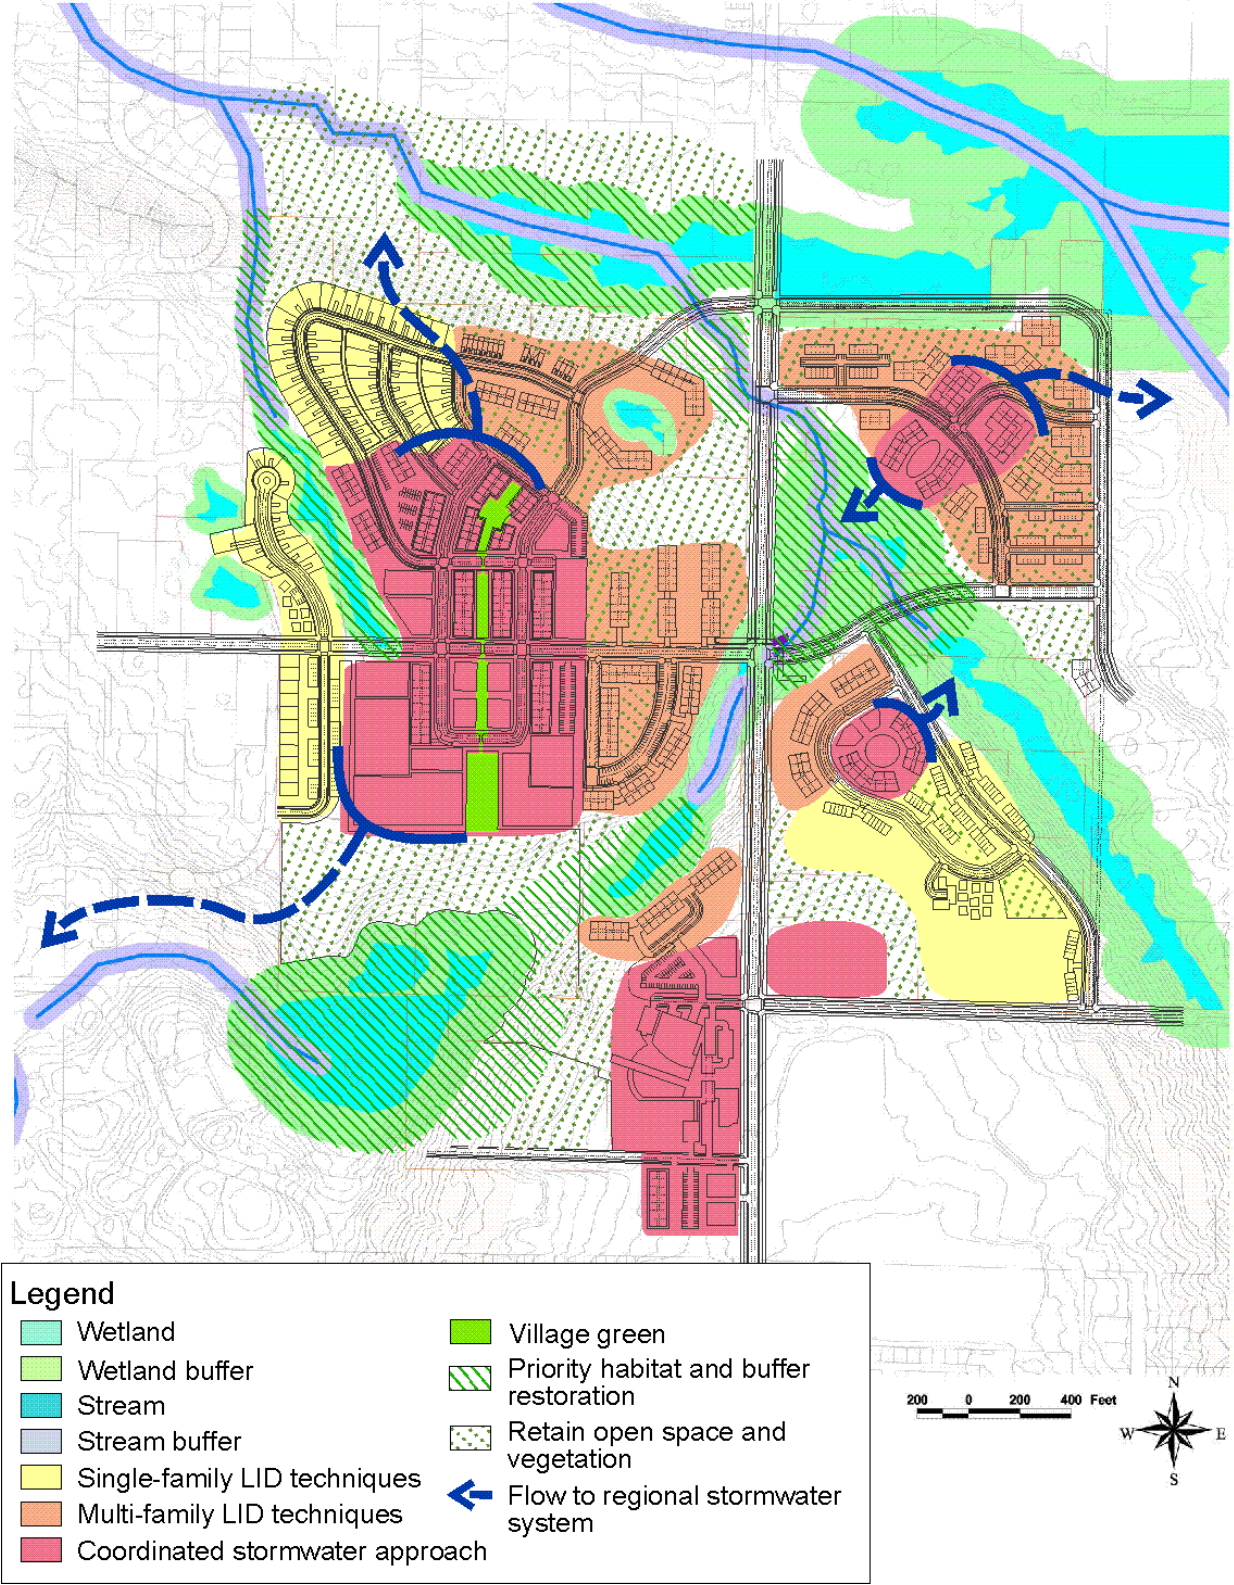 Legend
Wetland
Wetland buffer
Stream
Stream buffer
Single-family LID techniques
Multi-family LID techniques
Coordinated stormwater approach
Village green
Priority habitat and buffer
restoration
Retain open space and
vegetation
Flow to regional stormwater
system
200 0 200 400 Feet
N
W E
S